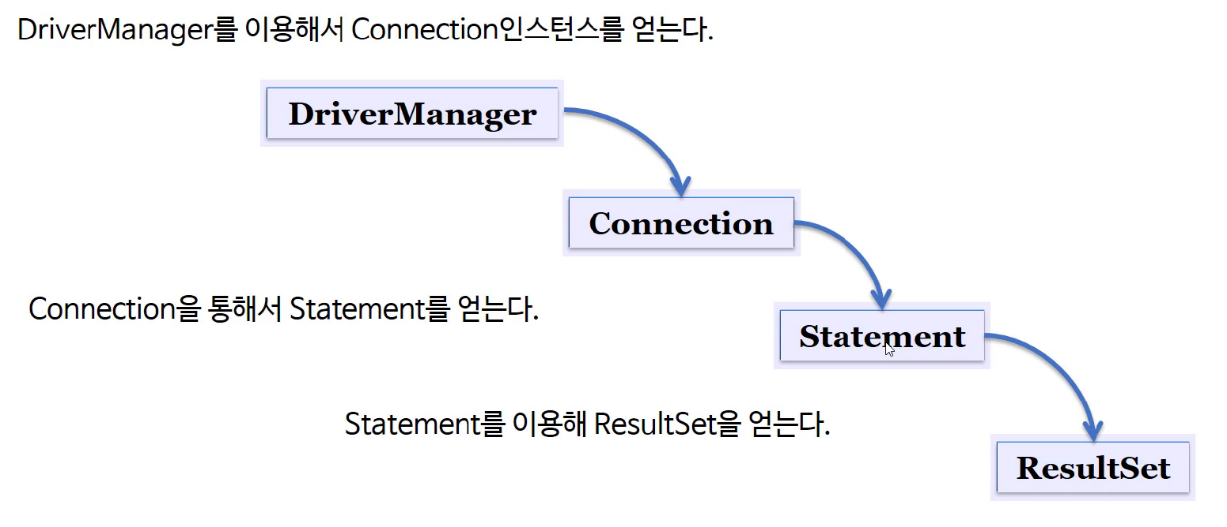 DriverManager를 이용해서 Connection인스턴스를 얻는다.
DriverManager
Connection
Connection을 통해서 Statement를 얻는다.
Statement
Statement를 이용해 ResultSet을 얻는다.
ResultSet